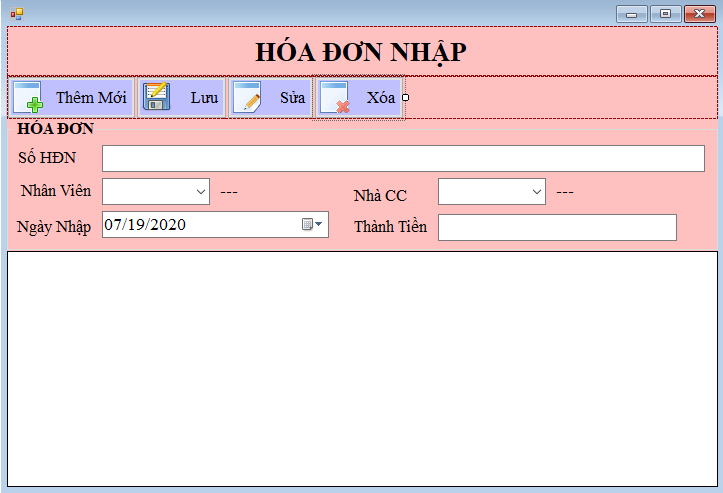 HÓA ĐƠN NHẬP
Thêm Mới Lưu Sửa Xóa
HÓA ĐƠN
Số HĐN
Nhân Viên --- Nhà CC ---
Ngày Nhập 07/19/2020 Thành Tiền